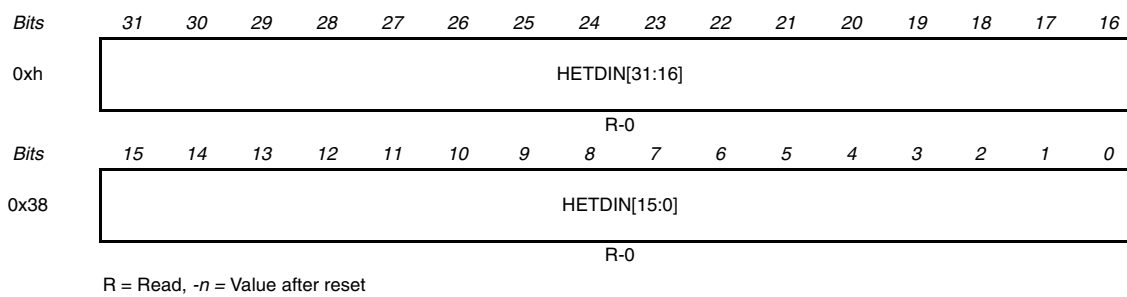 Bits 31 30 29 28 27 26 25 24 23 22 21 20 19 18 17 16
0xh HETDIN[31:16]
R-0
Bits 15 14 13 12 11 10 9 8 7 6 5 4 3 2 1 0
0x38 HETDIN[15:0]
R-0
R = Read, -n = Value after reset